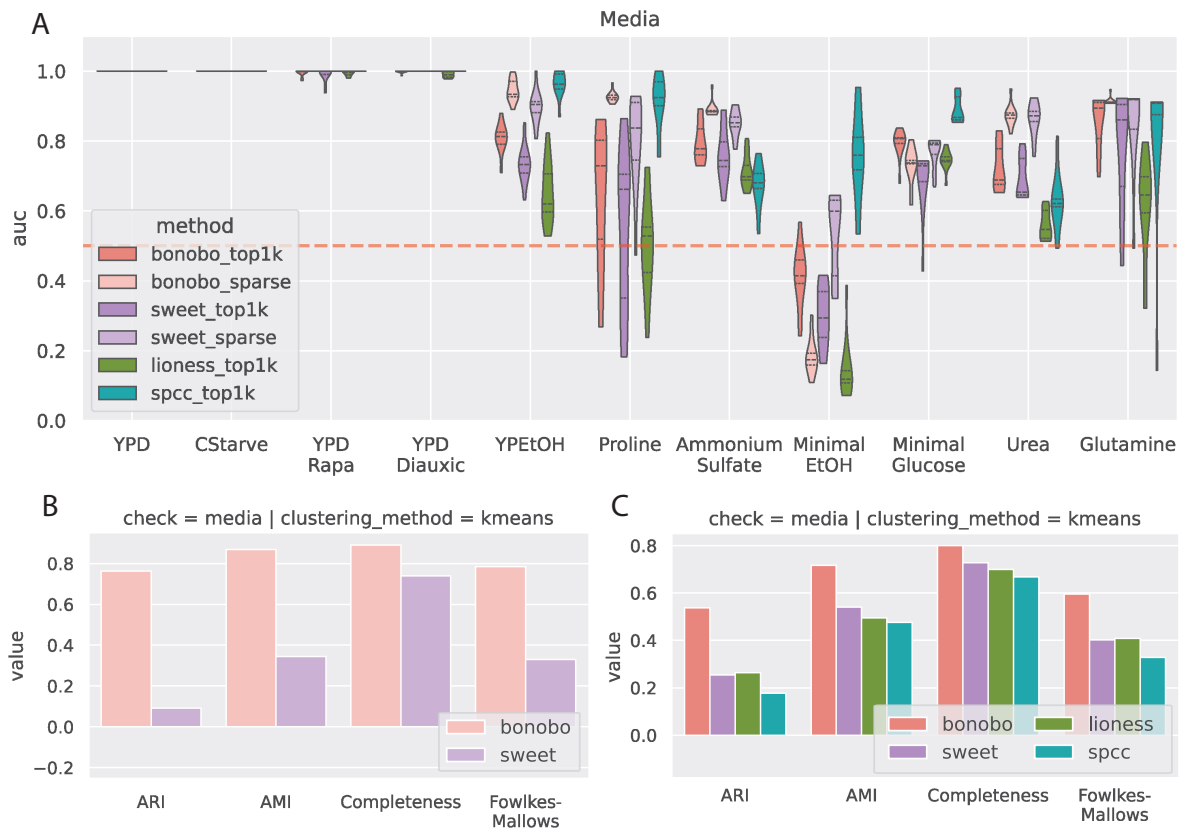 A
Media
auc
1.0
0.8
0.6
0.4
0.2
0.0
method
bonobo_top1k
bonobo_sparse
sweet_top1k
sweet_sparse
lioness_top1k
spcc_top1k
YPD
CStarve
YPD
Rapa
YPD
Diauxic
YPEtOH
Proline
Ammonium
Sulfate
Minimal
EtOH
Minimal
Glucose
Urea
Glutamine
B
check = media | clustering_method = kmeans
value
0.8
0.6
0.4
0.2
0.0
−0.2
bonobo
sweet
ARI
AMI
Completeness
Fowlkes-
Mallows
C
check = media | clustering_method = kmeans
value
0.8
0.6
0.4
0.2
0.0
bonobo
sweet
lioness
spcc
ARI
AMI
Completeness
Fowlkes-
Mallows